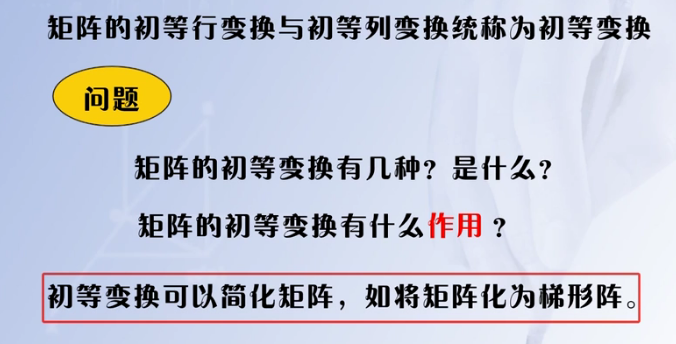 矩阵的初等行变换与初等列变换统称为初等变换
问题
矩阵的初等变换有几种？是什么？
矩阵的初等变换有什么作用？
初等变换可以简化矩阵，如将矩阵化为梯形阵。